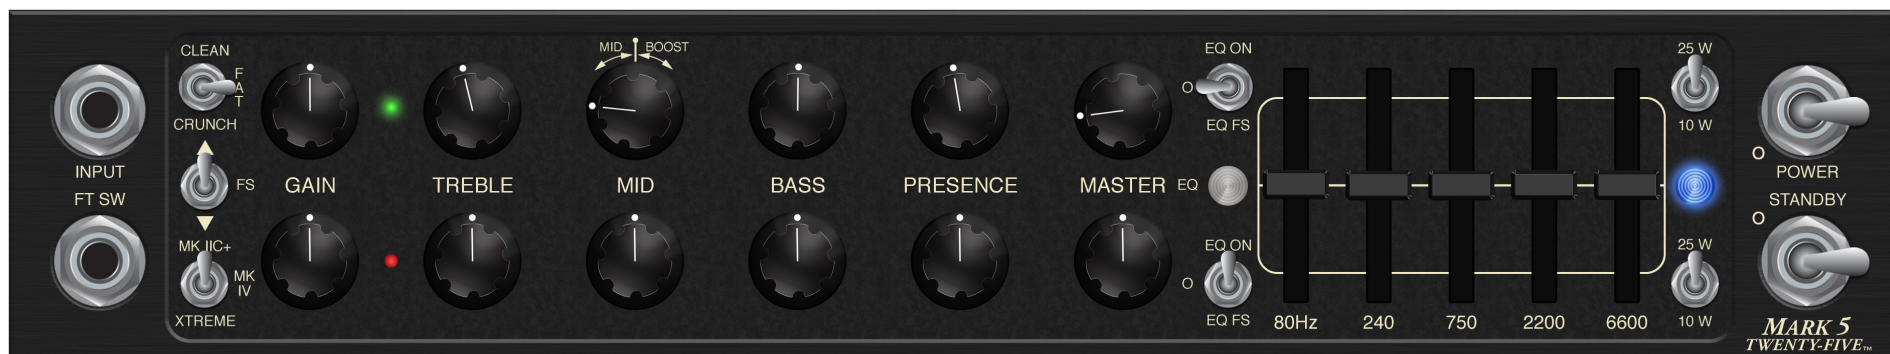 CLEAN
FAT
CRUNCH
INPUT
FT SW
FS
MK IIC+
MK
IV
XTREME
GAIN
TREBLE
MID BOOST
MID
BASS
PRESENCE
MASTER
EQ ON
O
EQ FS
EQ
EQ ON
O
EQ FS
80Hz 240 750 2200 6600
25 W
10 W
25 W
10 W
O
POWER
STANDBY
O
MARK 5
TWENTY-FIVE™